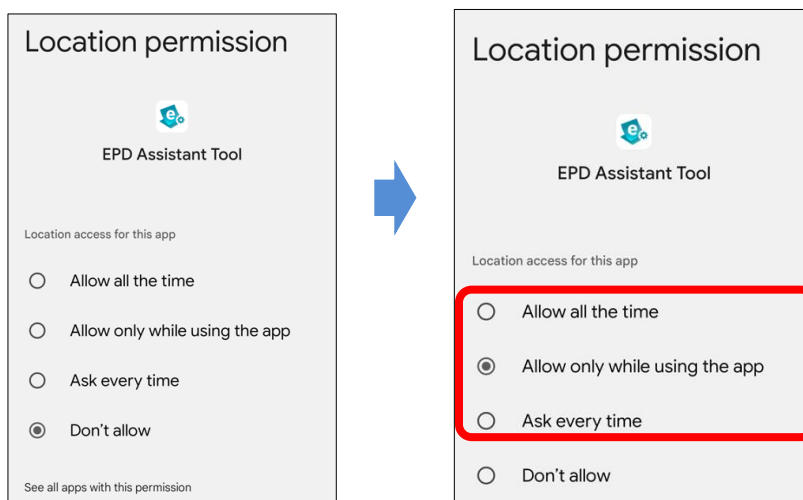 Location permission
EPD Assistant Tool
Location access for this app
Allow all the time
Allow only while using the app
Ask every time
Don't allow
See all apps with this permission
Location permission
EPD Assistant Tool
Location access for this app
Allow all the time
Allow only while using the app
Ask every time
Don't allow